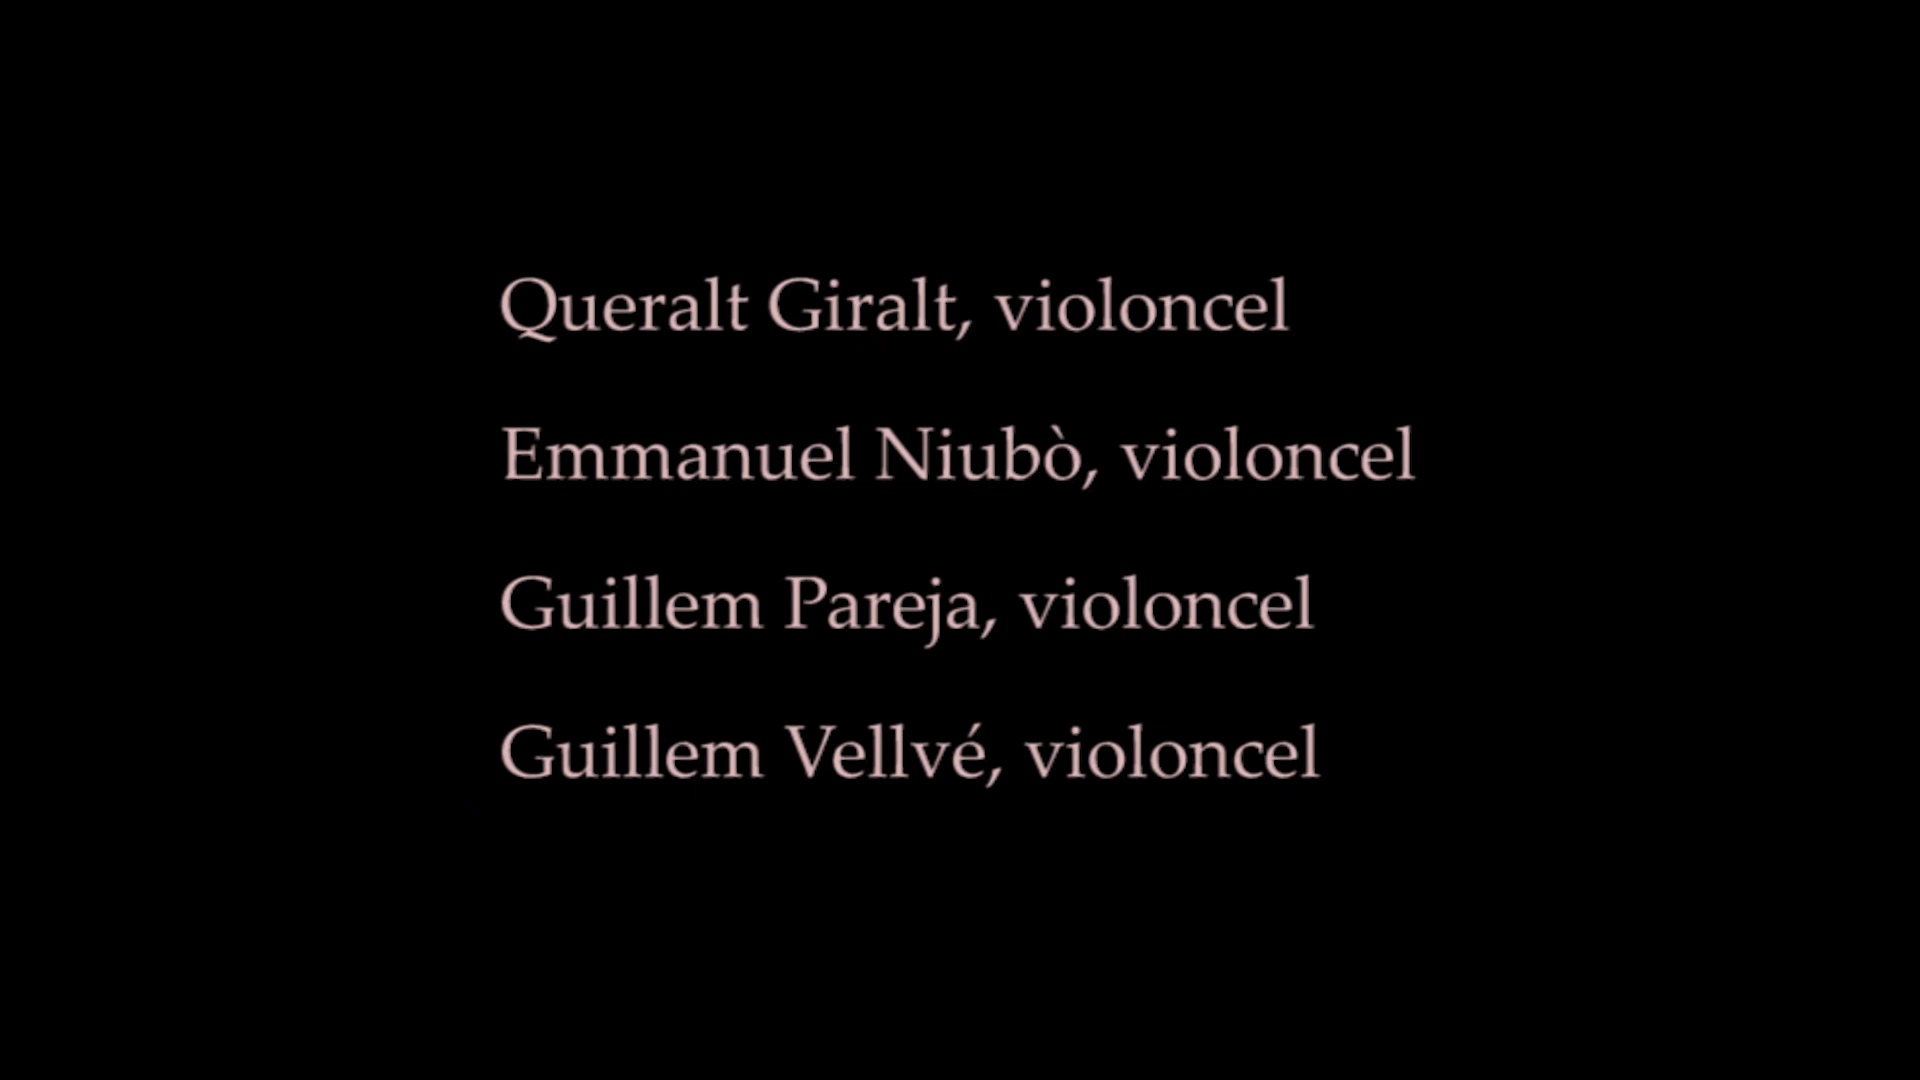 Queralt Giralt, violoncel
Emmanuel Niubò, violoncel
Guillem Pareja, violoncel
Guillem Vellvé, violoncel